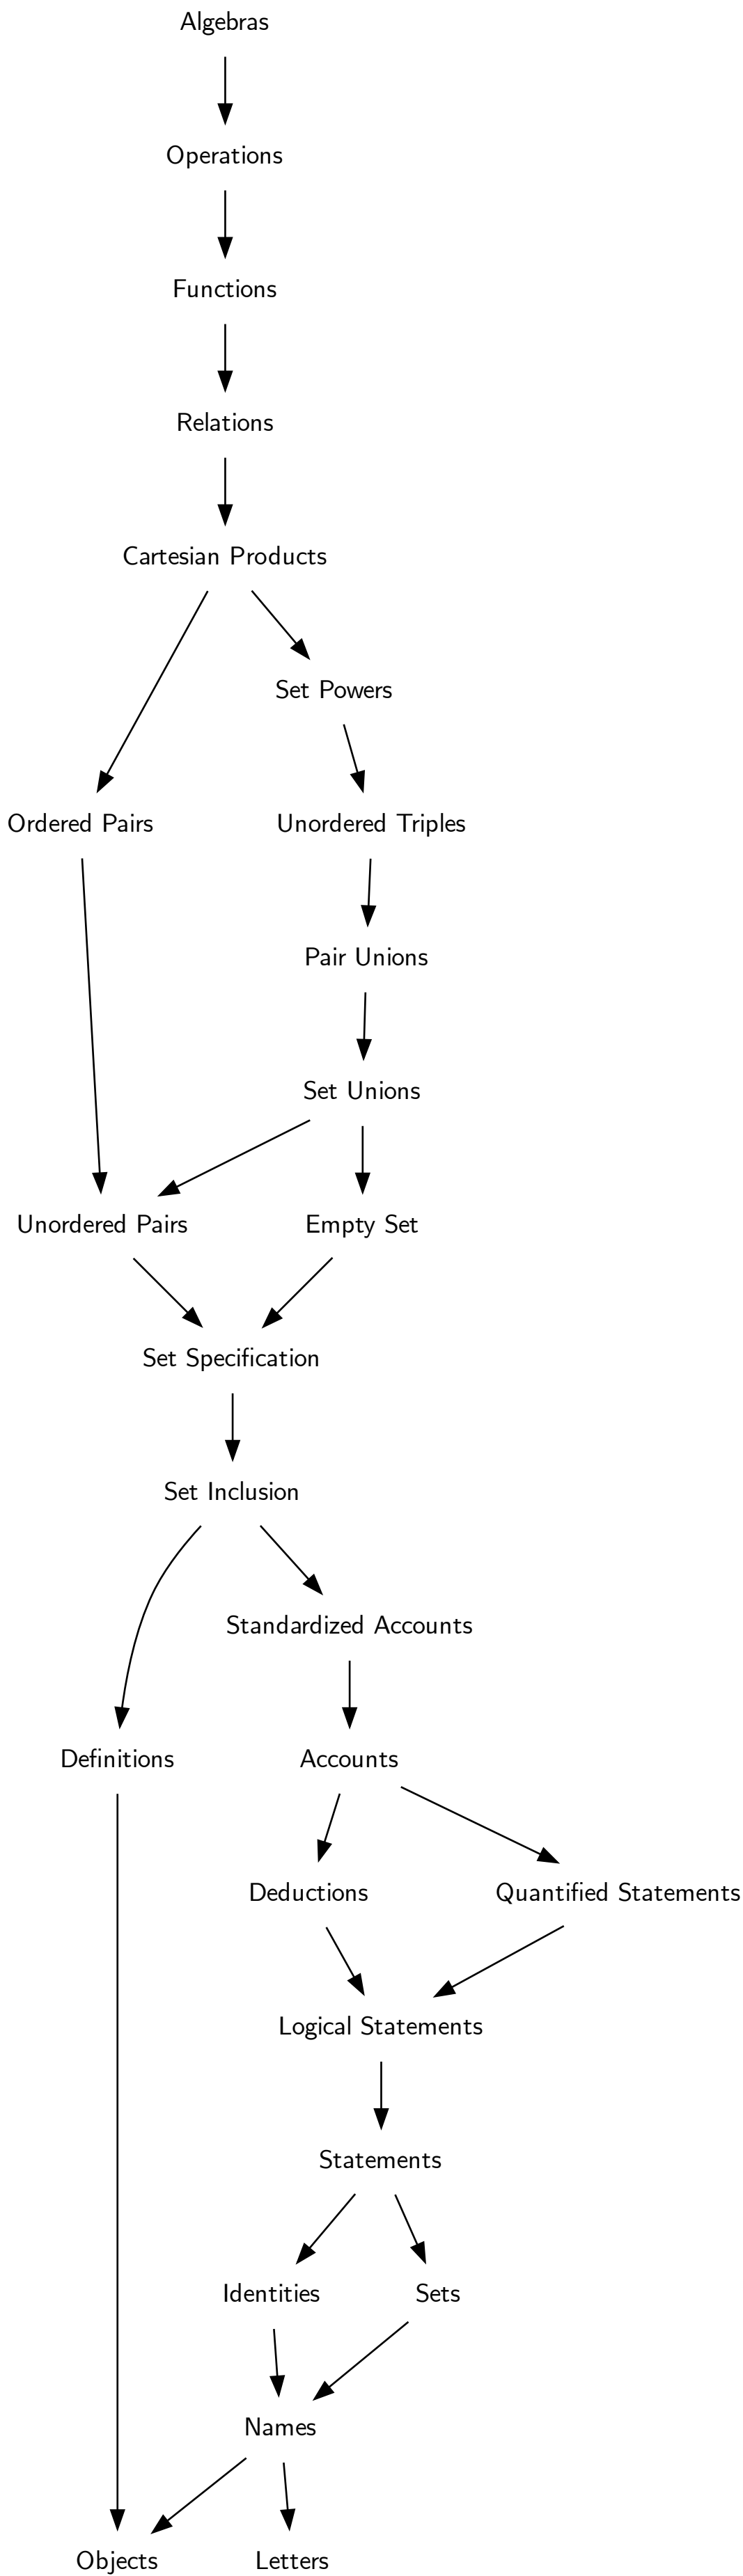 Algebras
Operations
Functions
Relations
Cartesian Products
Set Powers
Ordered Pairs
Unordered Triples
Pair Unions
Set Unions
Unordered Pairs
Empty Set
Set Specification
Set Inclusion
Standardized Accounts
Definitions
Accounts
Deductions
Quantified Statements
Logical Statements
Statements
Identities
Sets
Names
Objects
Letters